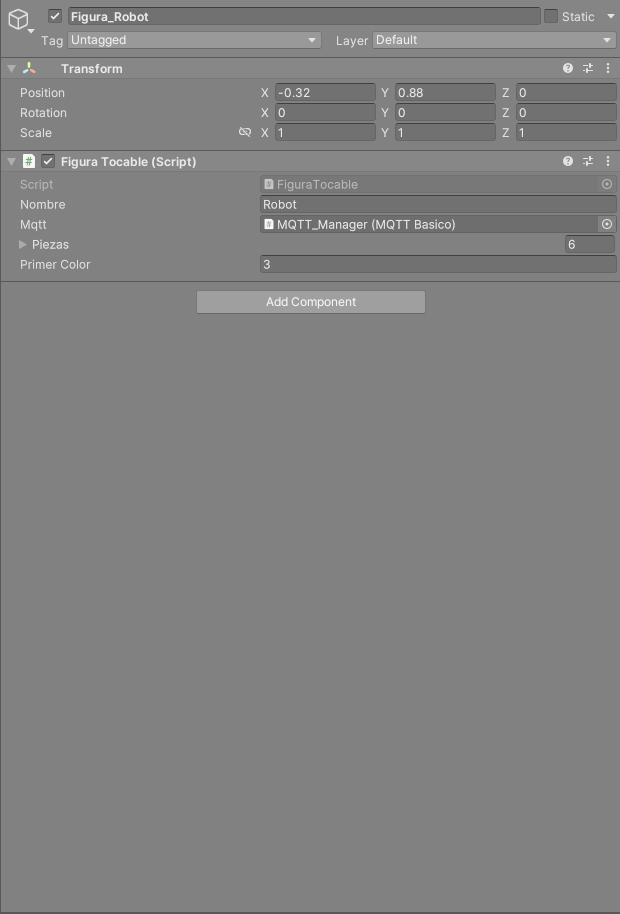 Figura_Robot Static
Tag Untagged Layer Default
Transform
Position X -0.32 Y 0.88 Z 0
Rotation X 0 Y 0 Z 0
Scale X 1 Y 1 Z 1
# Figura Tocable (Script)
Script # FiguraTocable
Nombre Robot
Mqtt # MQTT_Manager (MQTT Basico)
Piezas 6
Primer Color 3
Add Component